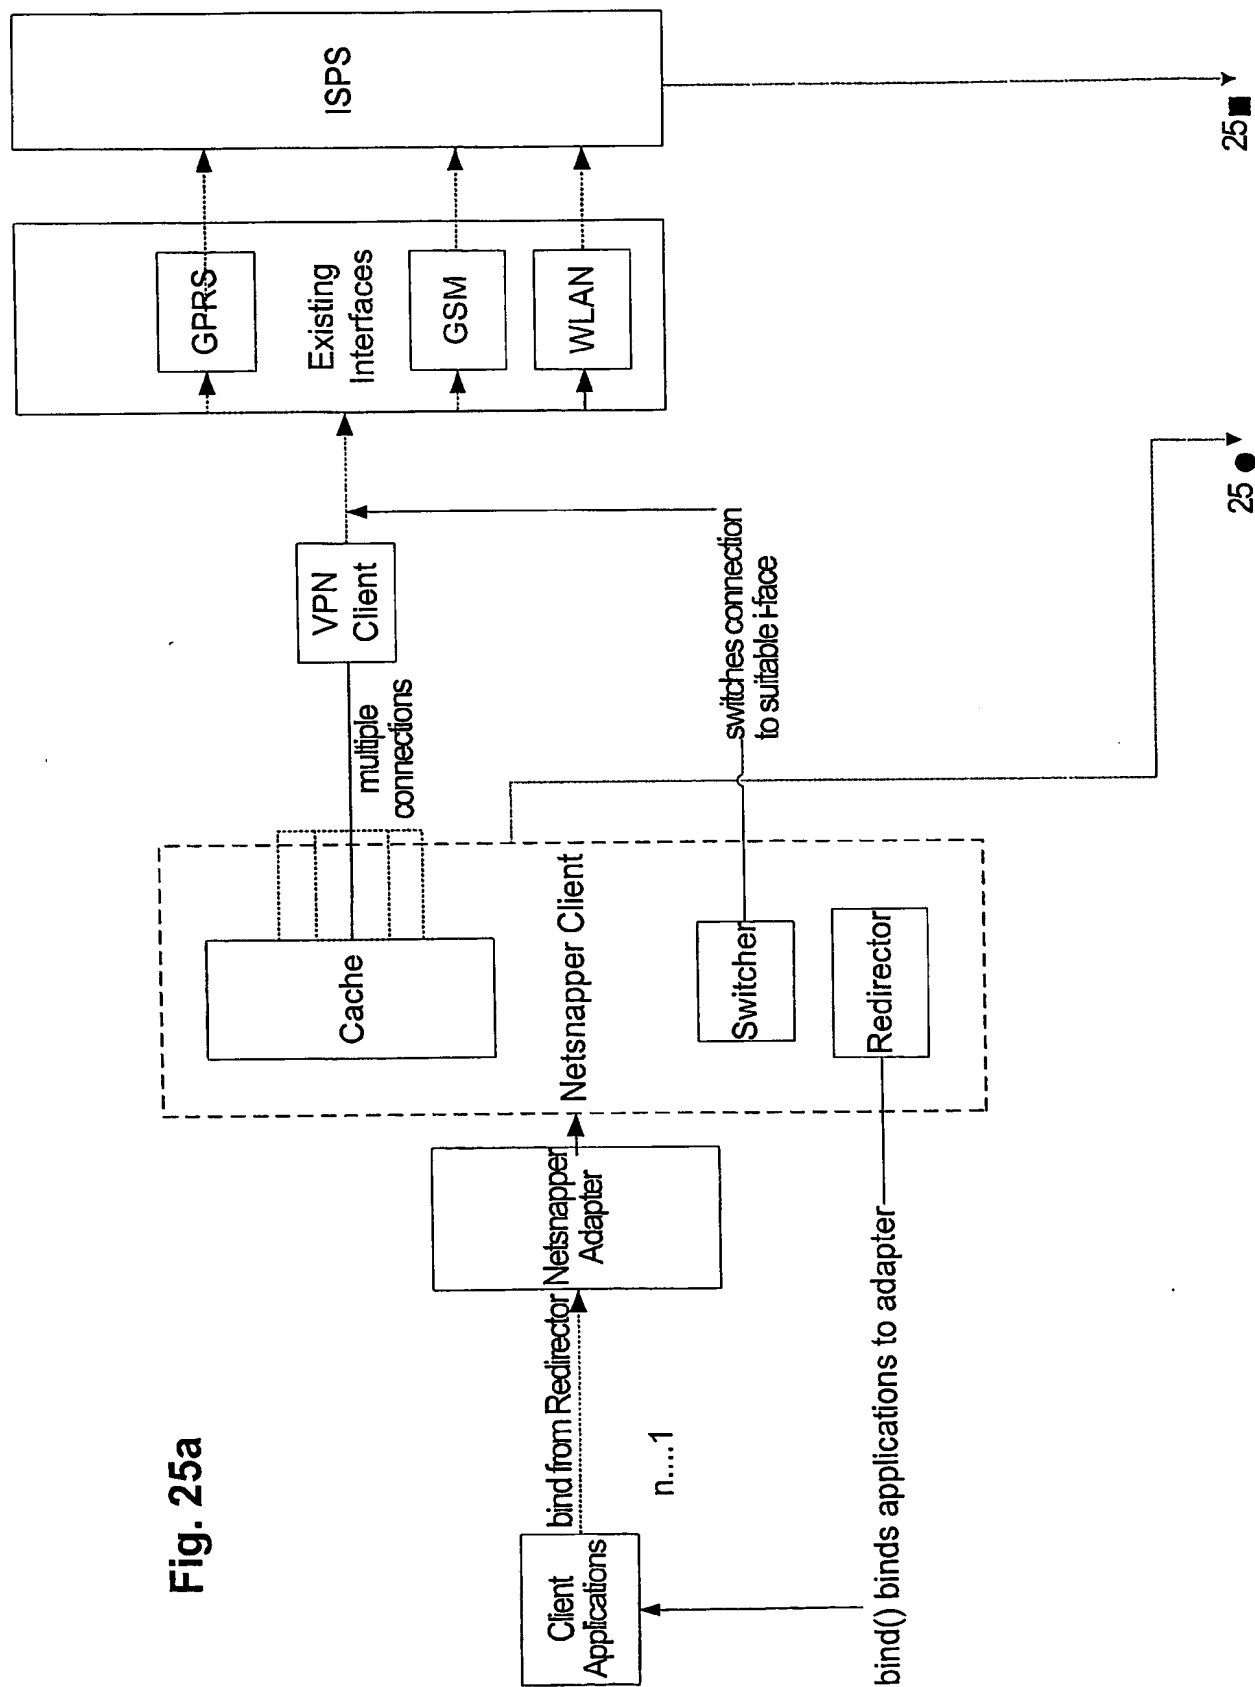 Fig. 25a
Client
Applications
bind from Redirector
n....1
bind() binds applications to adapter
Netsnapper
Adapter
Netsnapper Client
Cache
Switcher
Redirector
multiple
connections
switches connection
to suitable i-face
VPN
Client
Existing
Interfaces
GPRS
GSM
WLAN
ISPS
25■
25●